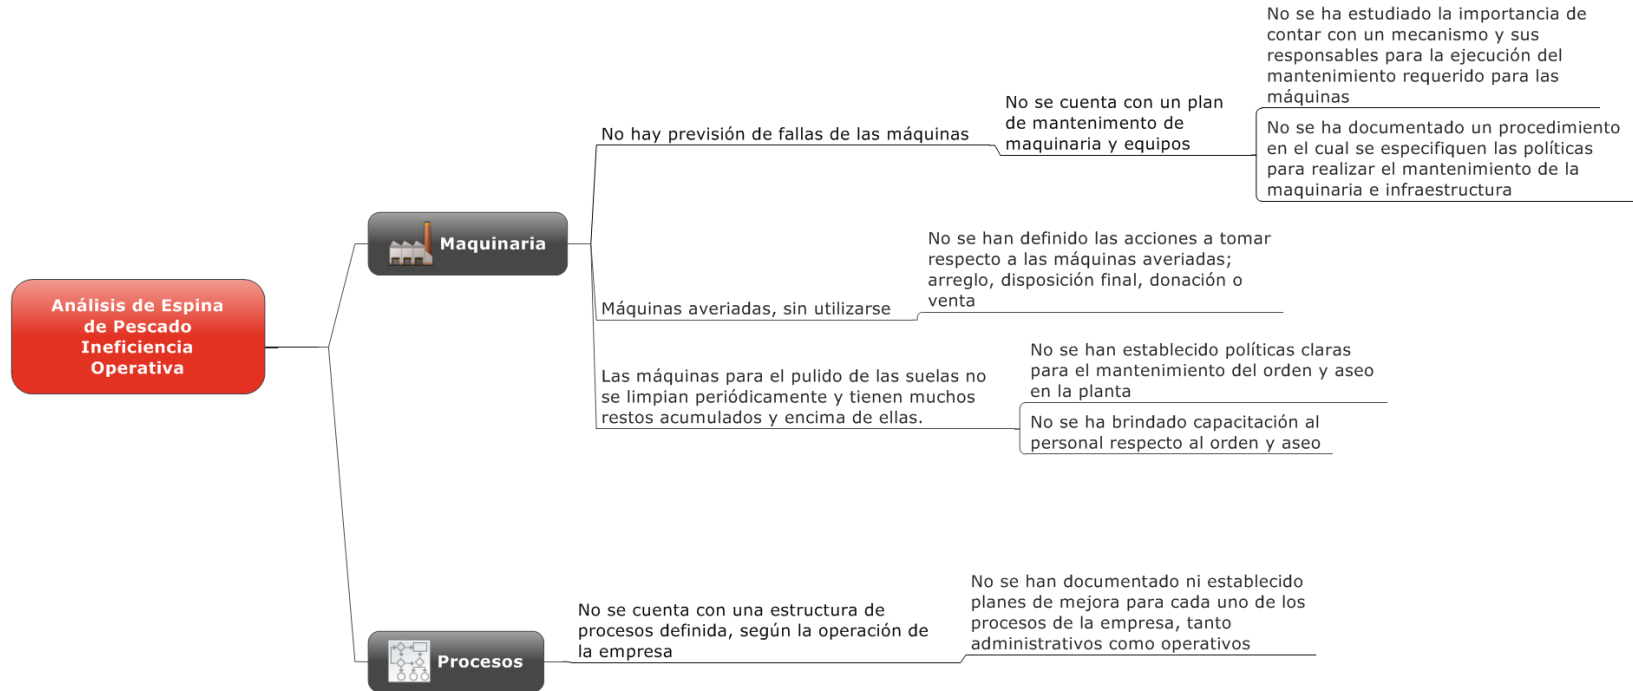 Análisis de Espina
de Pescado
Ineficiencia
Operativa
Maquinaria
No hay previsión de fallas de las máquinas
No se cuenta con un plan
de mantenimento de
maquinaria y equipos
No se ha estudiado la importancia de
contar con un mecanismo y sus
responsables para la ejecución del
mantenimiento requerido para las
máquinas
No se ha documentado un procedimiento
en el cual se especifiquen las políticas
para realizar el mantenimiento de la
maquinaria e infraestructura
Máquinas averiadas, sin utilizarse
No se han definido las acciones a tomar
respecto a las máquinas averiadas;
arreglo, disposición final, donación o
venta
Las máquinas para el pulido de las suelas no
se limpian periódicamente y tienen muchos
restos acumulados y encima de ellas.
No se han establecido políticas claras
para el mantenimiento del orden y aseo
en la planta
No se ha brindado capacitación al
personal respecto al orden y aseo
Procesos
No se cuenta con una estructura de
procesos definida, según la operación de
la empresa
No se han documentado ni establecido
planes de mejora para cada uno de los
procesos de la empresa, tanto
administrativos como operativos